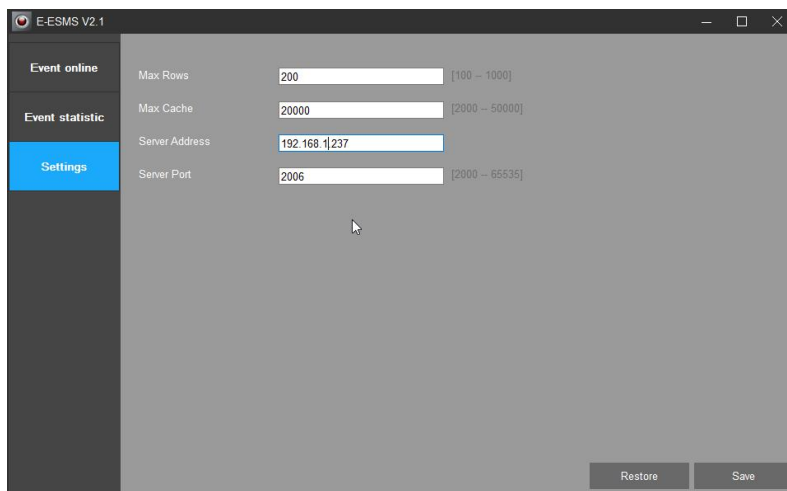 E-ESMS V2.1
Event online
Event statistic
Settings
Max Rows 200 [100 -- 1000]
Max Cache 20000 [2000 -- 50000]
Server Address 192.168.1.237
Server Port 2006 [2000 -- 65535]
Restore Save